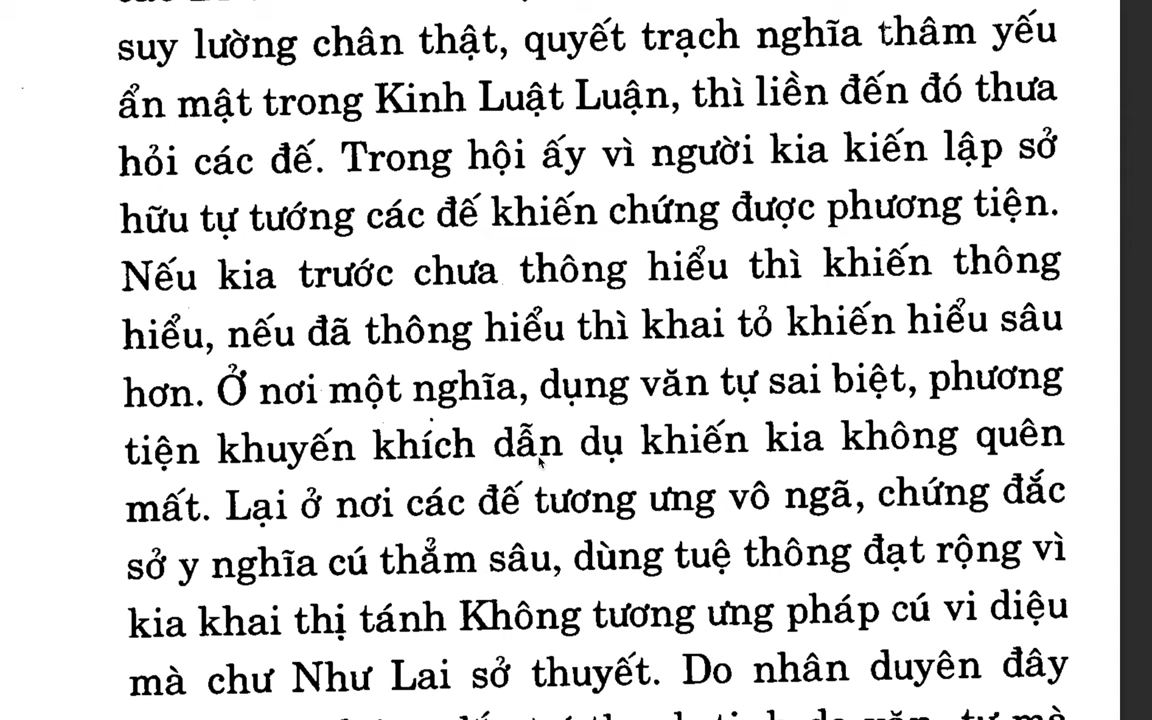 suy lường chân thật, quyết trạch nghĩa thâm yếu
ẩn mật trong Kinh Luật Luận, thì liền đến đó thưa
hỏi các đế. Trong hội ấy vì người kia kiến lập sở
hữu tự tướng các đế khiến chứng được phương tiện.
Nếu kia trước chưa thông hiểu thì khiến thông
hiểu, nếu đã thông hiểu thì khai tỏ khiến hiểu sâu
hơn. Ở nơi một nghĩa, dụng văn tự sai biệt, phương
tiện khuyến khích dẫn dụ khiến kia không quên
mất. Lại ở nơi các đế tương ưng vô ngã, chứng đắc
sở y nghĩa cú thẳm sâu, dùng tuệ thông đạt rộng vì
kia khai thị tánh Không tương ưng pháp cú vi diệu
mà chư Như Lai sở thuyết. Do nhân duyên đây